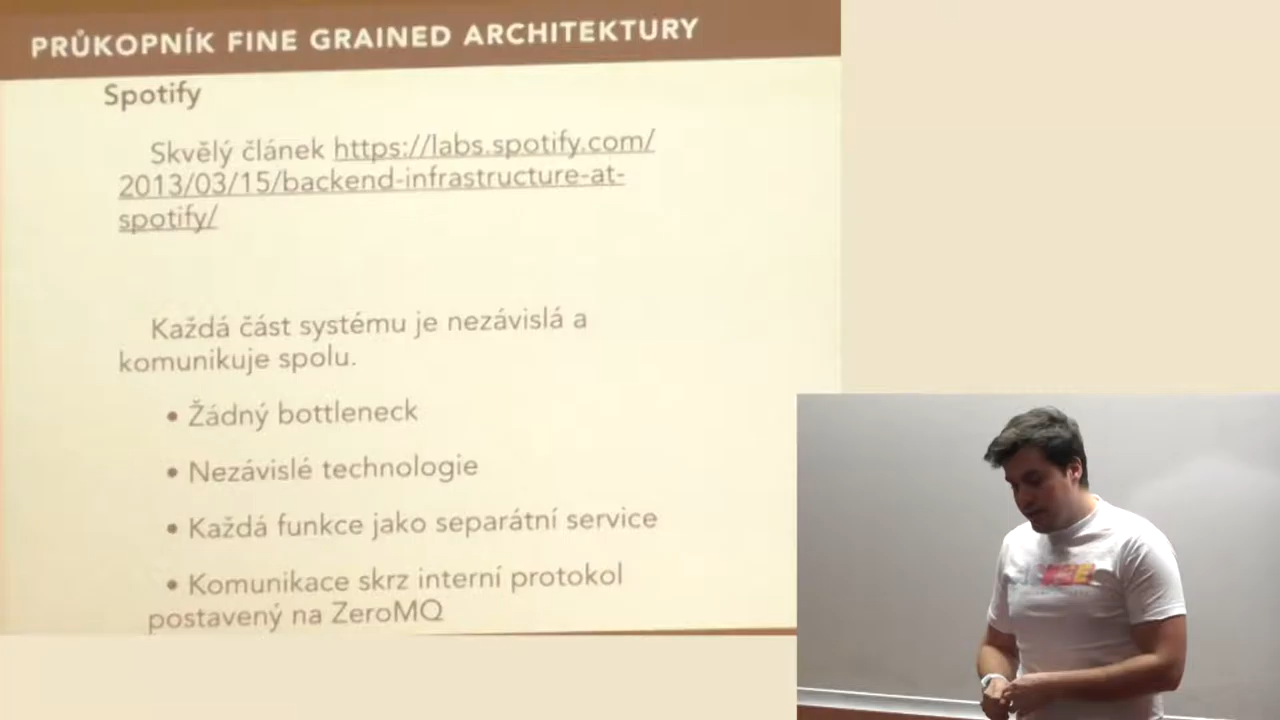 PRŮKOPNÍK FINE GRAINED ARCHITEKTURY
Spotify
Skvělý článek https://labs.spotify.com/
2013/03/15/backend-infrastructure-at-
spotify/
Každá část systému je nezávislá a
komunikuje spolu.
• Žádný bottleneck
• Nezávislé technologie
• Každá funkce jako separátní service
• Komunikace skrz interní protokol
postavený na ZeroMQ